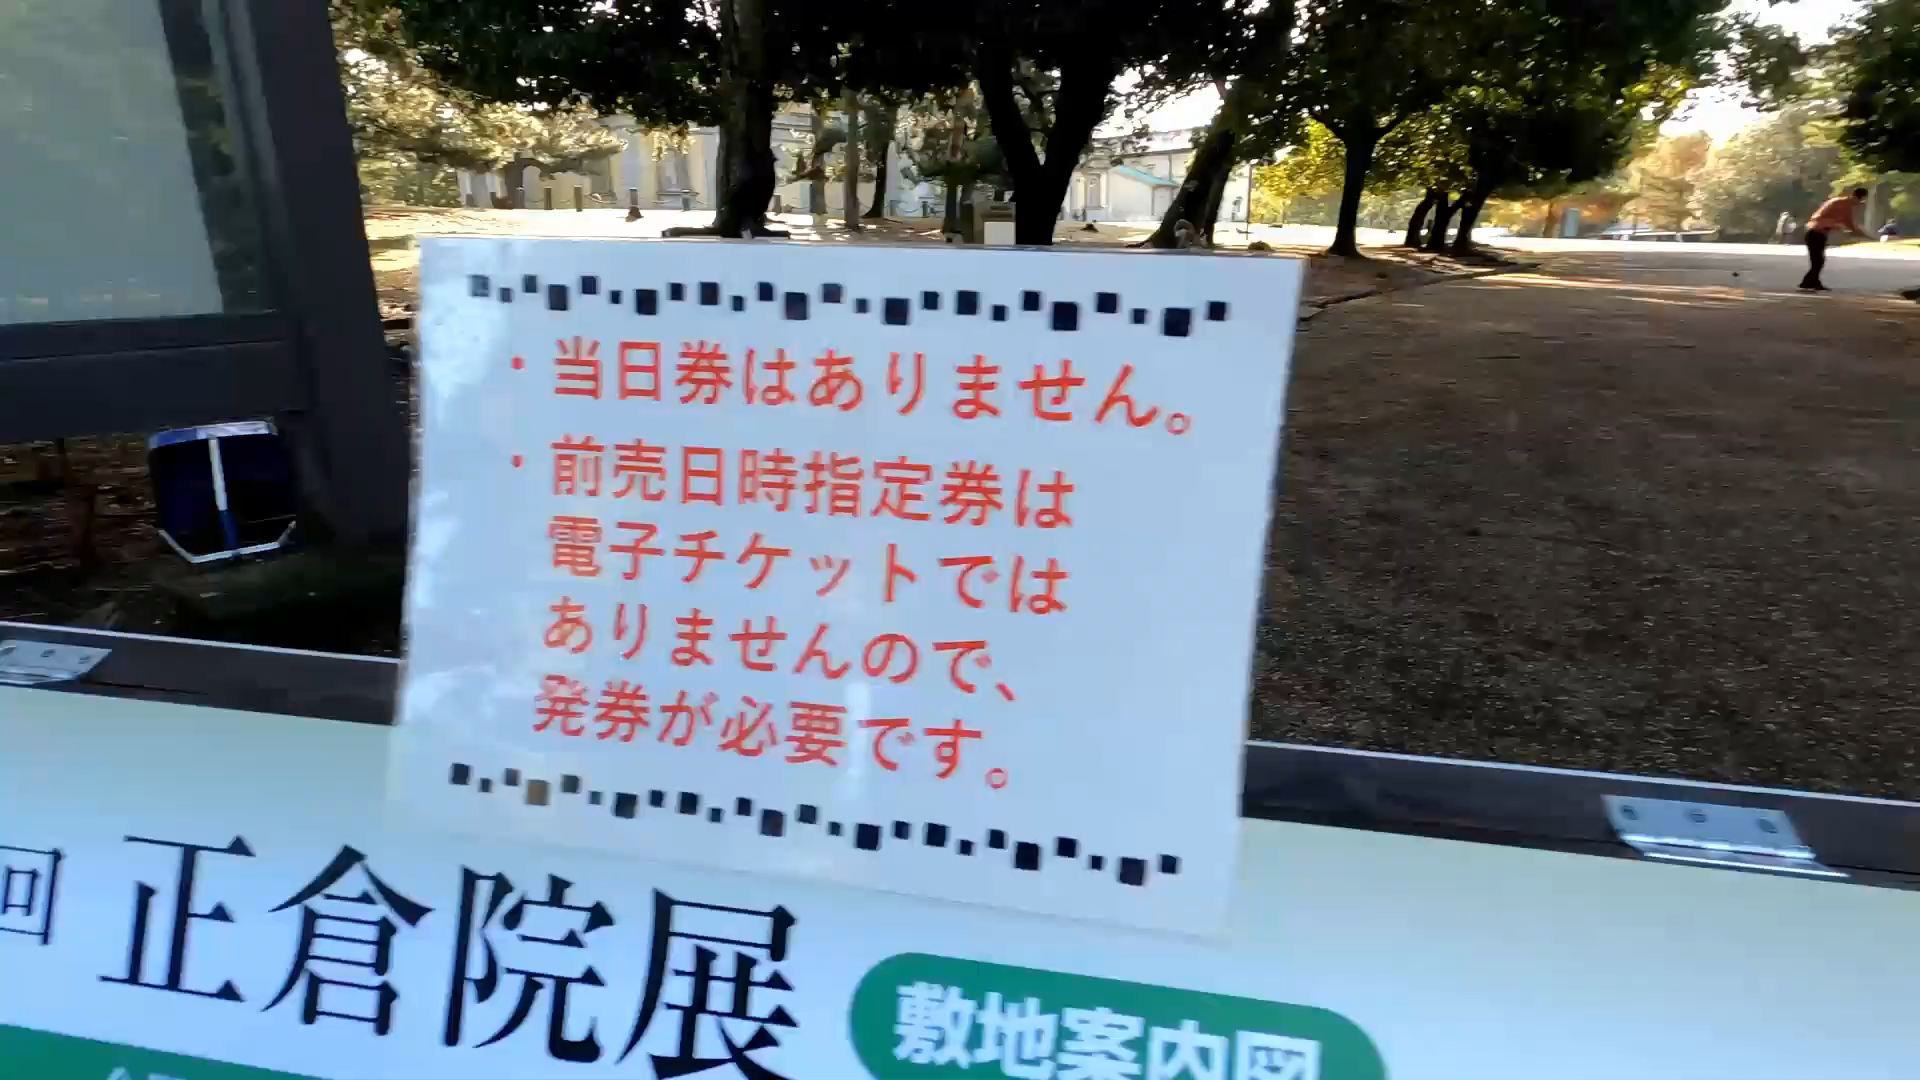 ・当日券はありません。
・前売日時指定券は
電子チケットでは
ありませんので、
発券が必要です。
回 正倉院展
敷地案内図